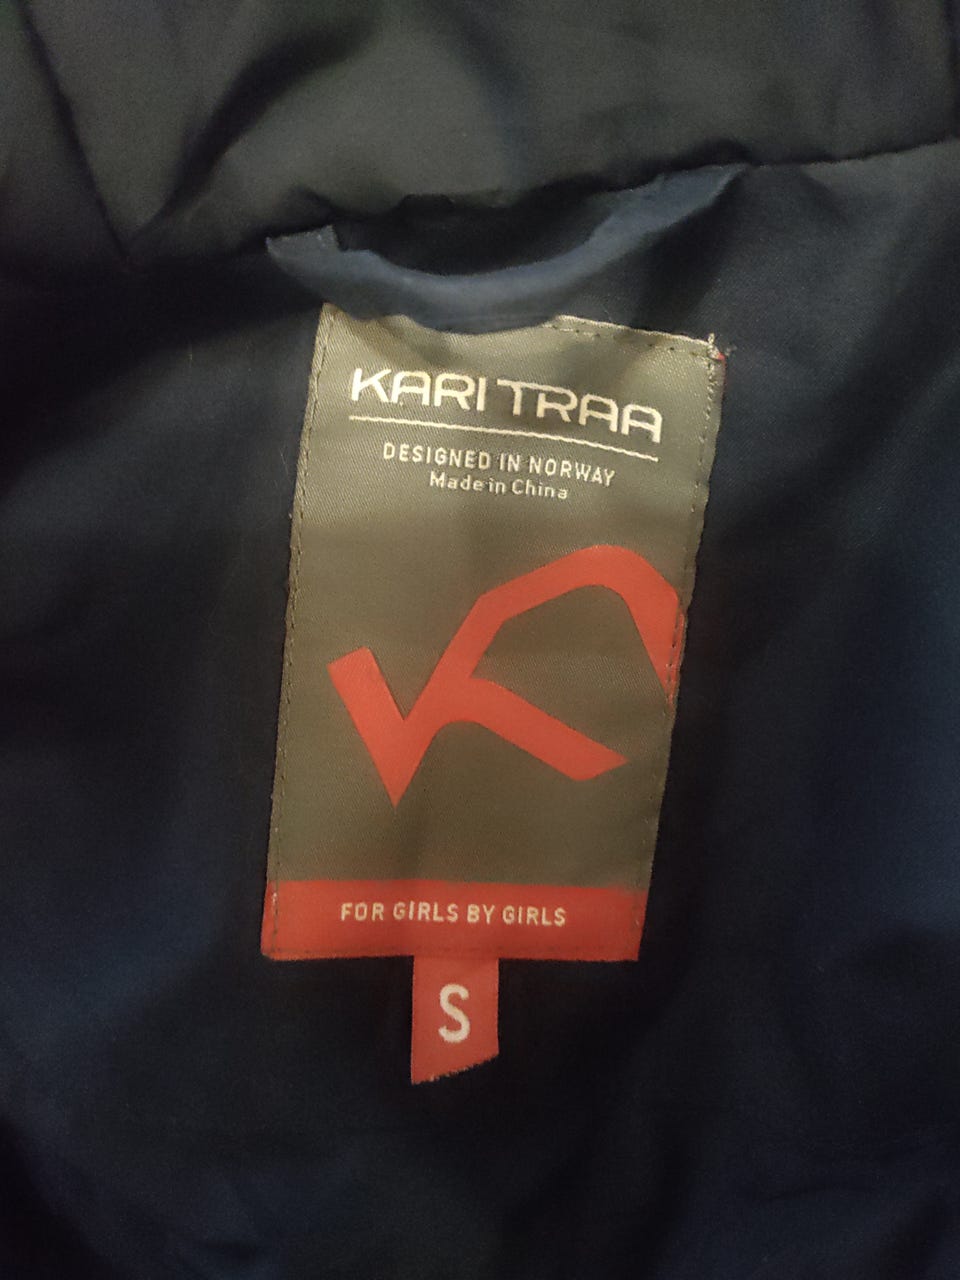 KARI TRAA
DESIGNED IN NORWAY
Made in China
FOR GIRLS BY GIRLS
S